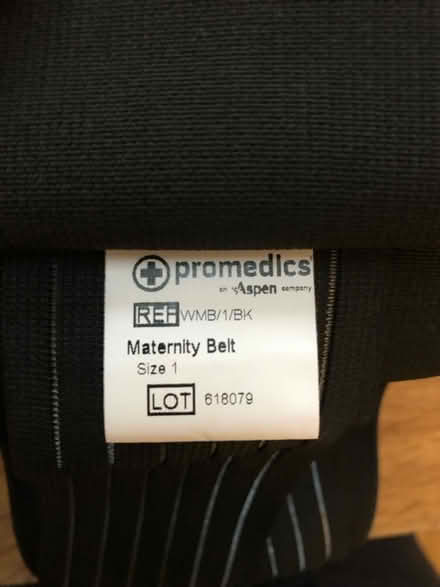 promedics
an Aspen company
REF WMB/1/BK
Maternity Belt
Size 1
LOT 618079